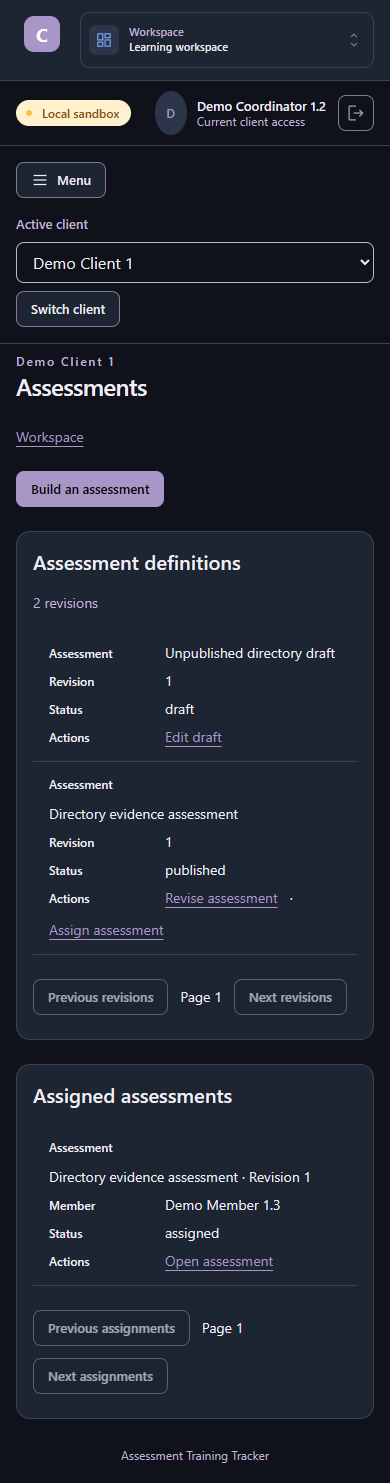 C
Workspace
Learning workspace
Local sandbox
D
Demo Coordinator 1.2
Current client access
Menu
Active client
Demo Client 1
Switch client
Demo Client 1
Assessments
Workspace
Build an assessment
Assessment definitions
2 revisions
Assessment Unpublished directory draft
Revision 1
Status draft
Actions Edit draft
Assessment
Directory evidence assessment
Revision 1
Status published
Actions Revise assessment ·
Assign assessment
Previous revisions Page 1 Next revisions
Assigned assessments
Assessment
Directory evidence assessment · Revision 1
Member Demo Member 1.3
Status assigned
Actions Open assessment
Previous assignments Page 1
Next assignments
Assessment Training Tracker